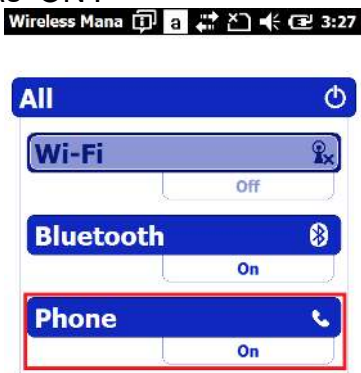 Wireless Mana a 3:27
All
Wi-Fi
Off
Bluetooth
On
Phone
On